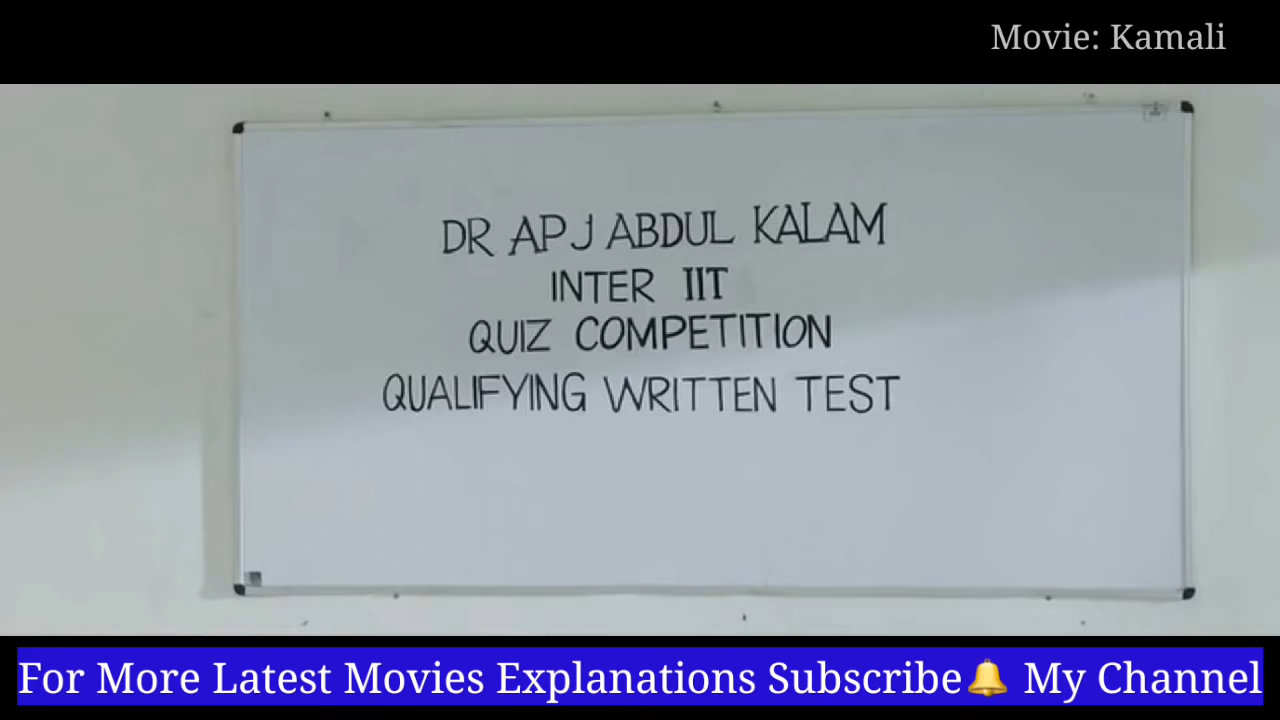 Movie: Kamali
DR APJ ABDUL KALAM
INTER IIT
QUIZ COMPETITION
QUALIFYING WRITTEN TEST
For More Latest Movies Explanations Subscribe🔔 My Channel